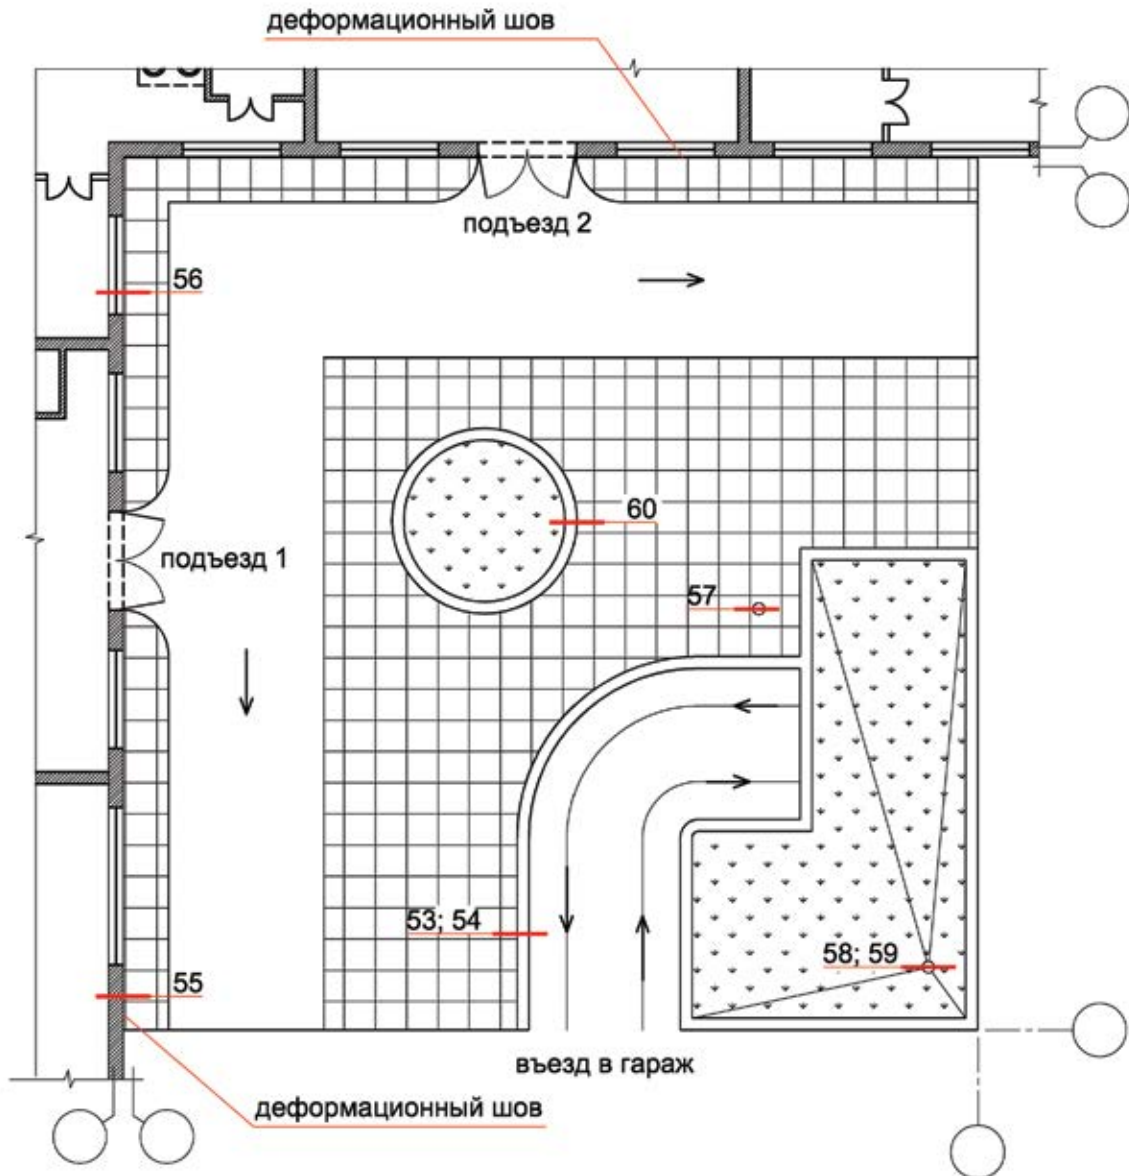 деформационный шов
подъезд 2
56
60
подъезд 1
57
53; 54
58; 59
55
въезд в гараж
деформационный шов